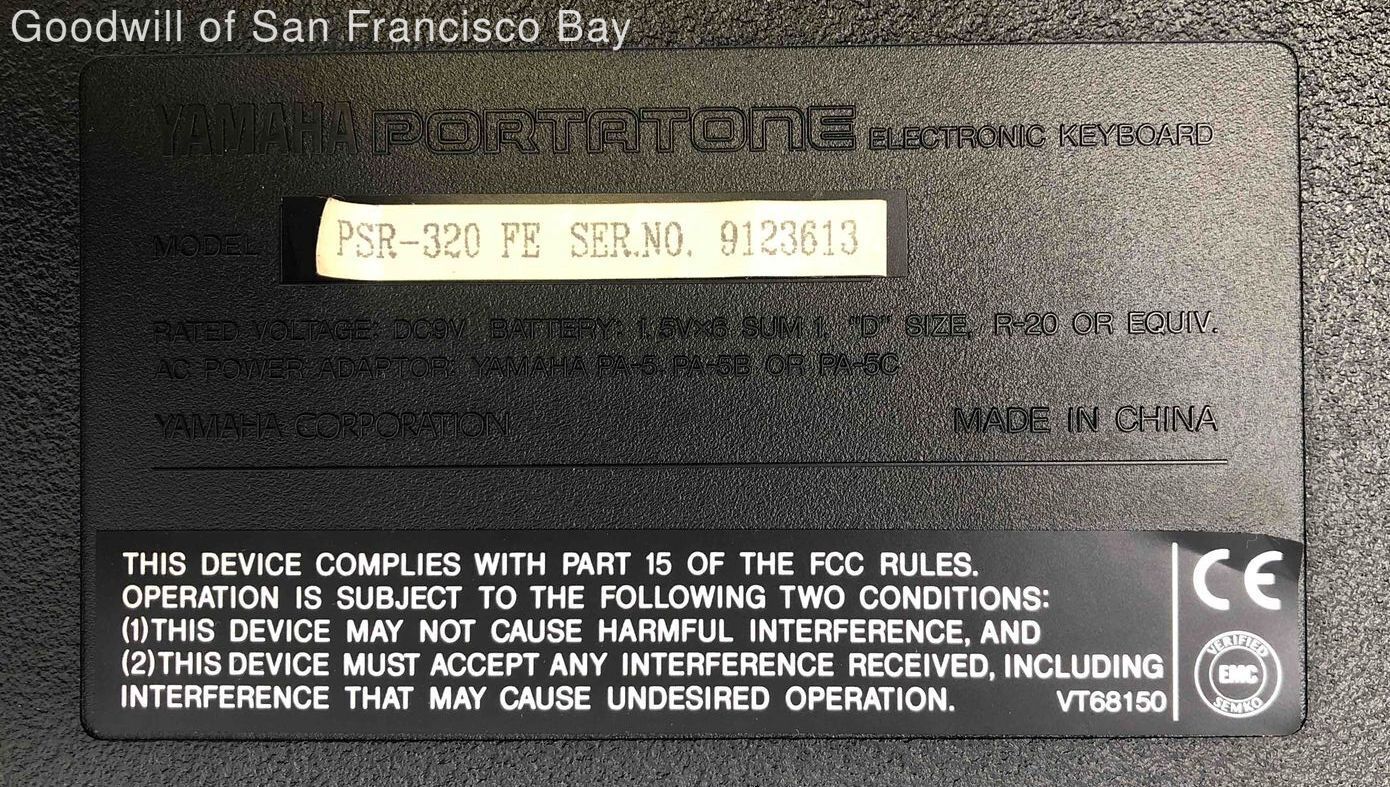 Goodwill of San Francisco Bay
YAMAHA PORTATONE ELECTRONIC KEYBOARD
MODEL PSR-320 FE SER.NO. 9123613
RATED VOLTAGE: DC9V, BATTERY: 1.5V×6 SUM 1, "D" SIZE, R-20 OR EQUIV.
AC POWER ADAPTOR: YAMAHA PA-5, PA-5B OR PA-5C
YAMAHA CORPORATION MADE IN CHINA
THIS DEVICE COMPLIES WITH PART 15 OF THE FCC RULES.
OPERATION IS SUBJECT TO THE FOLLOWING TWO CONDITIONS:
(1)THIS DEVICE MAY NOT CAUSE HARMFUL INTERFERENCE, AND
(2)THIS DEVICE MUST ACCEPT ANY INTERFERENCE RECEIVED, INCLUDING
INTERFERENCE THAT MAY CAUSE UNDESIRED OPERATION. VT68150
CE
VERIFIED
EMC
SEMKO